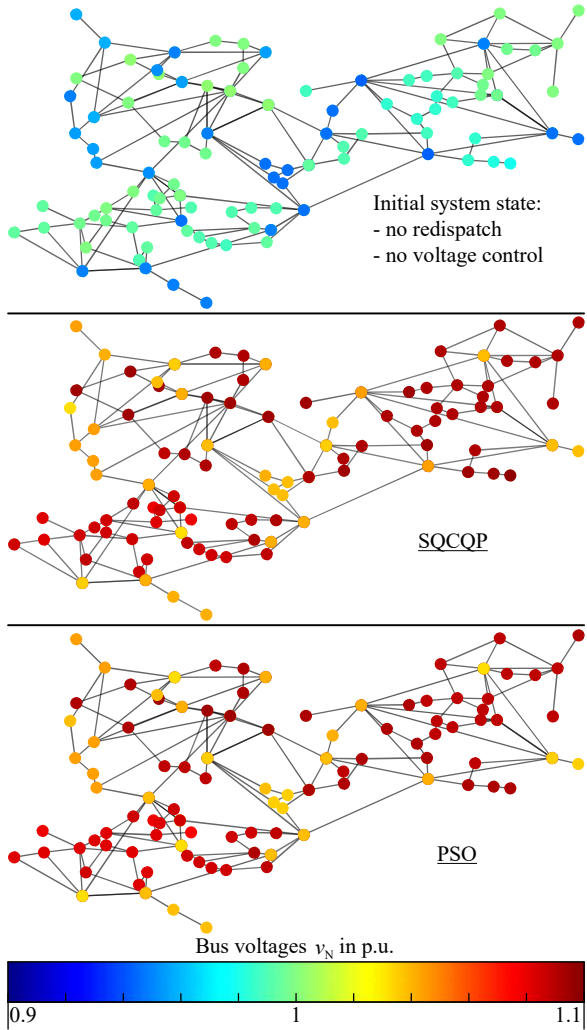 Initial system state:
- no redispatch
- no voltage control
SQCQP
PSO
Bus voltages v_N in p.u.
0.9 1 1.1